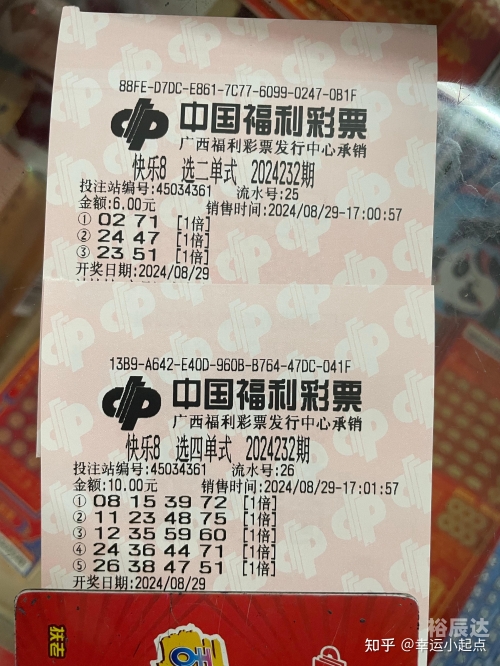 88FE-D7DC-E861-7C77-6099-0247-0B1F
中国福利彩票
广西福利彩票发行中心承销
快乐8 选二单式 2024232期
投注站编号:45034361 流水号:25
金额:6.00元 销售时间:2024/08/29-17:00:57
① 02 71 [1倍]
② 24 47 [1倍]
③ 23 51 [1倍]
开奖日期:2024/08/29
13B9-A642-E40D-960B-B764-47DC-041F
中国福利彩票
广西福利彩票发行中心承销
快乐8 选四单式 2024232期
投注站编号:45034361 流水号:26
金额:10.00元 销售时间:2024/08/29-17:01:57
① 08 15 39 72 [1倍]
② 11 23 48 75 [1倍]
③ 12 35 59 60 [1倍]
④ 24 36 44 71 [1倍]
⑤ 26 38 47 51 [1倍]
开奖日期:2024/08/29
扶老
裕辰达
知乎 @幸运小起点